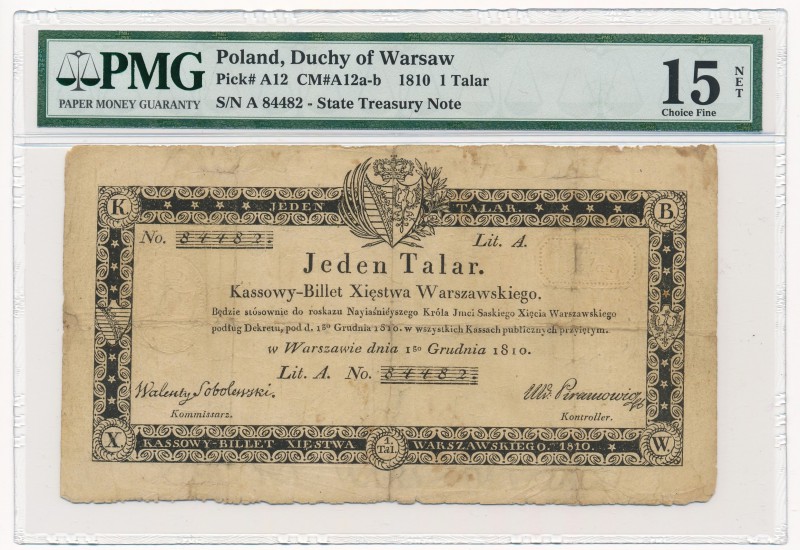 PMG
PAPER MONEY GUARANTY
Poland, Duchy of Warsaw
Pick# A12 CM#A12a-b 1810 1 Talar
S/N A 84482 - State Treasury Note
15
NET
Choice Fine
K.
JEDEN TALAR.
B.
No. 84482.
Lit. A.
Jeden Talar.
Kassowy-Billet Xięstwa Warszawskiego.
Będzie stósownie do roskazu Nayiaśnieyszego Króla Jmci Saskiego Xięcia Warszawskiego
podług Dekretu, pod d. 1go Grudnia 1810. w wszystkich Kassach publicznych przyiętym.
w Warszawie dnia 1go Grudnia 1810.
Lit. A. No. 84482.
Walenty Sobolewski.
Kommissarz.
Piramowicz
Kontroller.
X
KASSOWY-BILLET XIĘSTWA
1
Tal.
WARSZAWSKIEGO. 1810.
W.